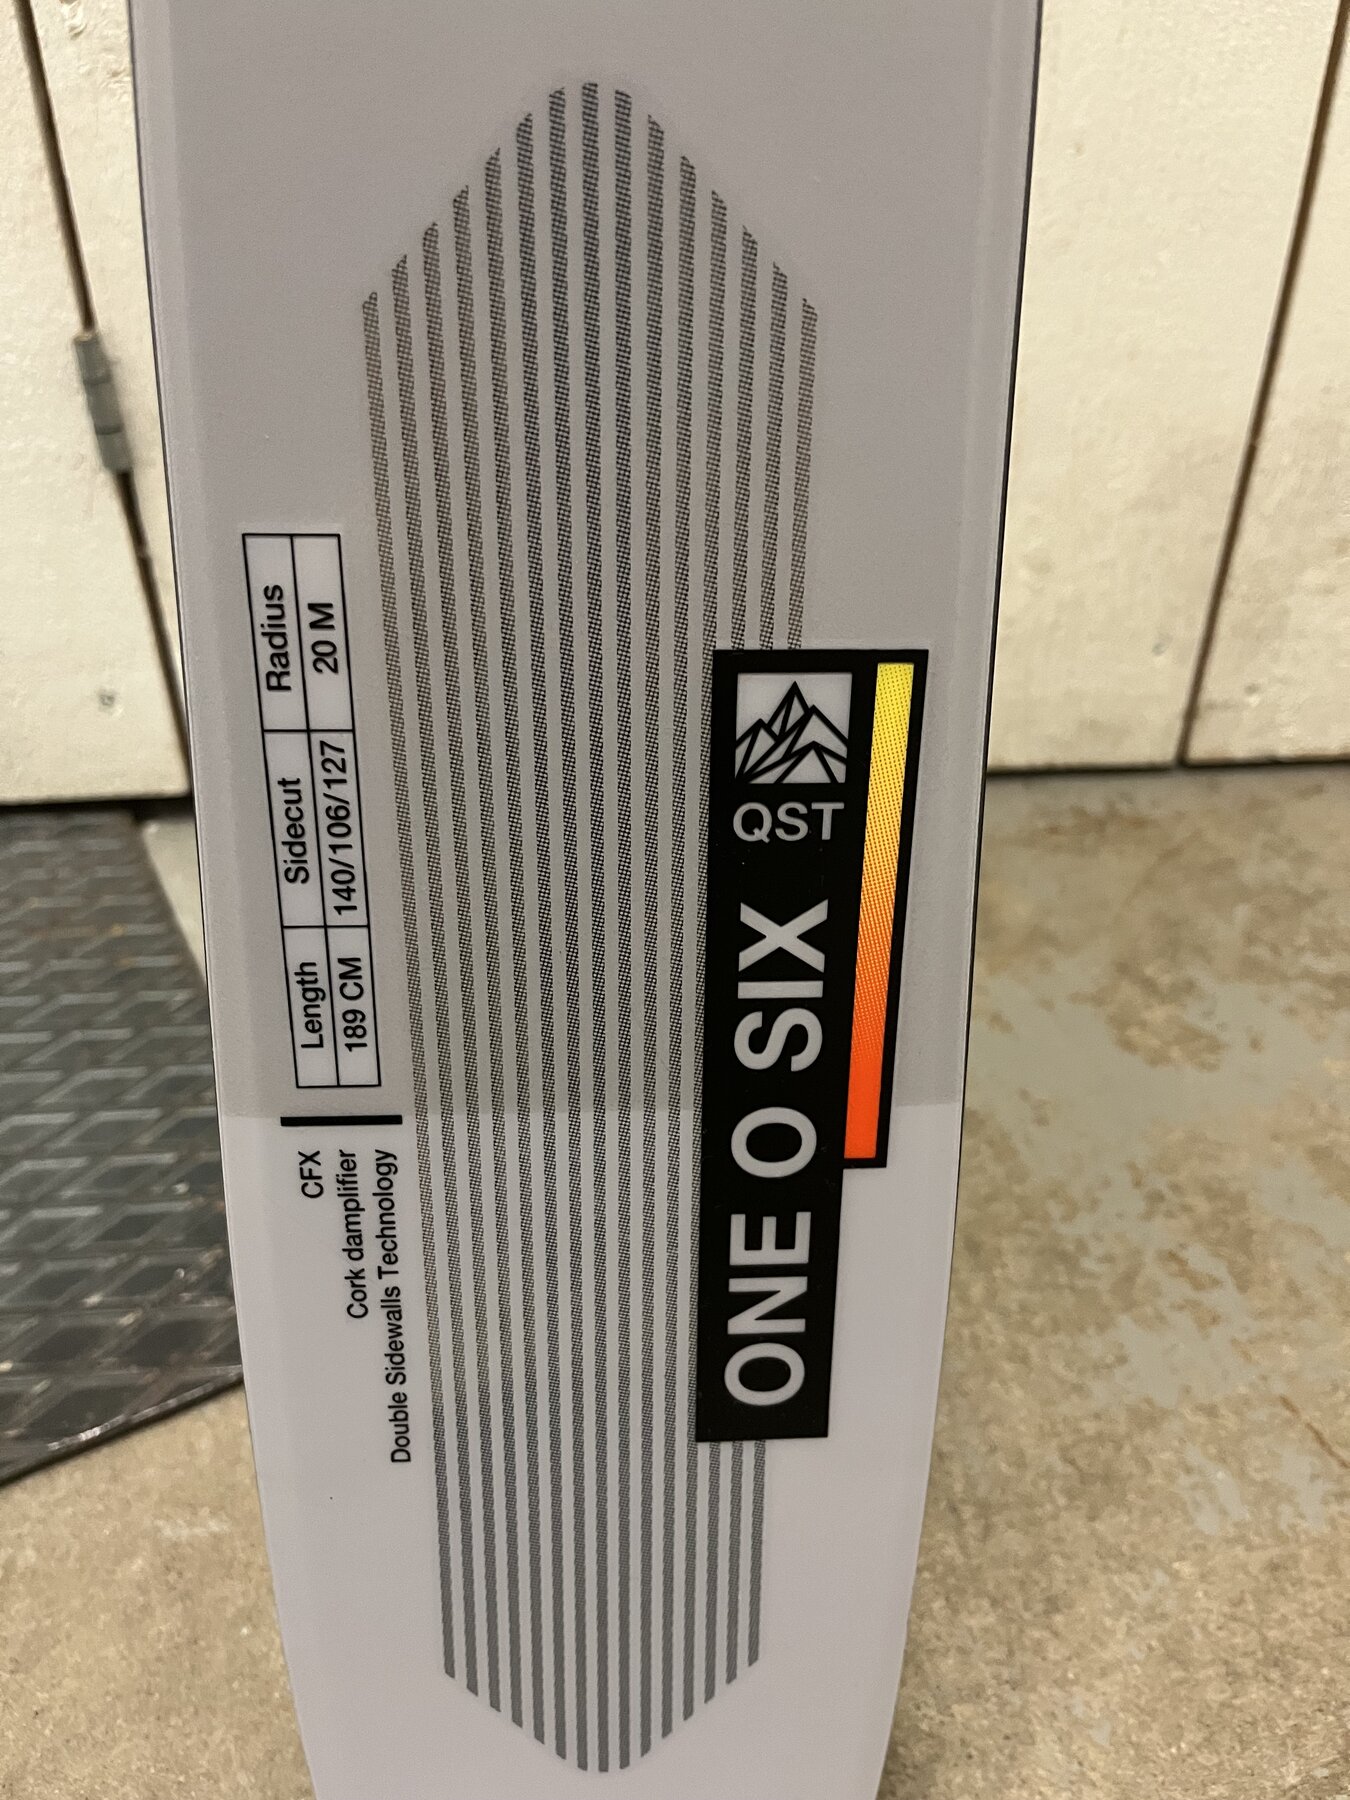 Length Sidecut Radius
189 CM 140/106/127 20 M
CFX
Cork damplifier
Double Sidewalls Technology
QST
ONE O SIX